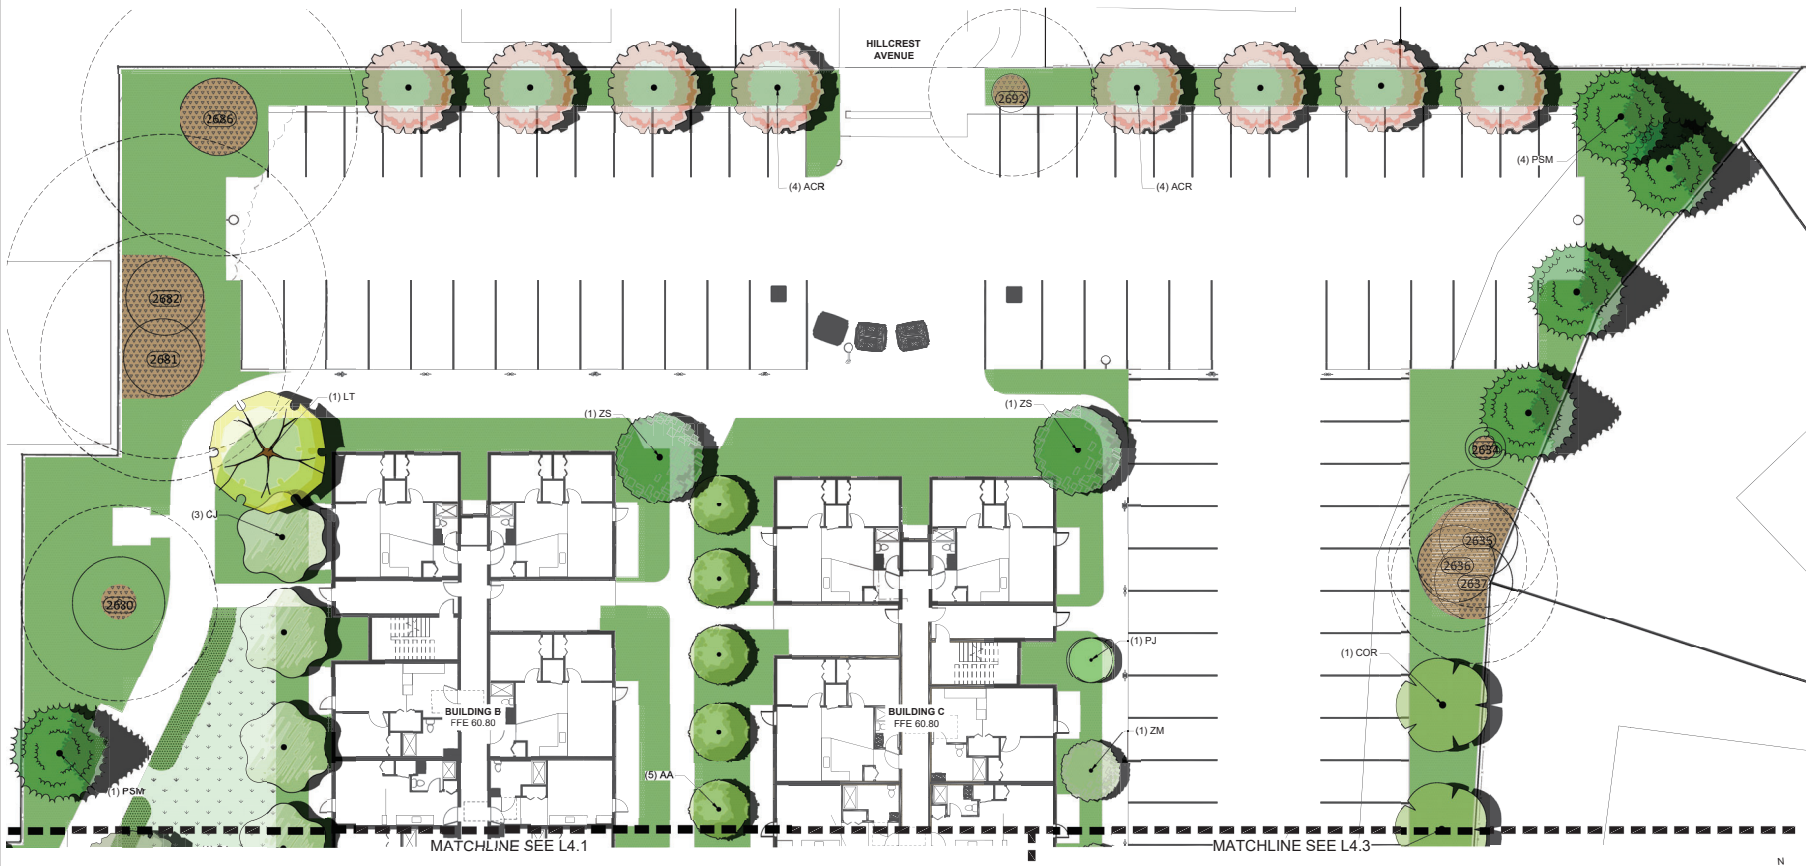 HILLCREST
AVENUE
2686
2692
(4) PSM
(4) ACR
(4) ACR
2682
2681
(1) LT
(1) ZS
(1) ZS
2634
(3) CJ
2635
2636
2637
2680
(1) PJ
(1) COR
BUILDING B
FFE 60.80
BUILDING C
FFE 60.80
(1) ZM
(5) AA
(1) PSM
MATCHLINE SEE L4.1
MATCHLINE SEE L4.3
N